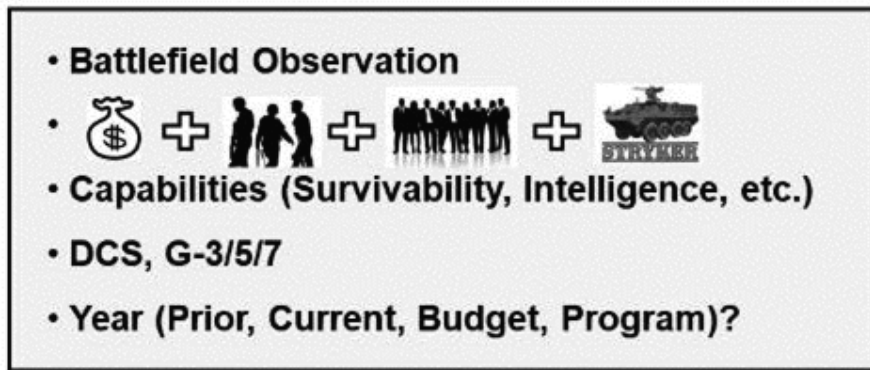 • Battlefield Observation
• $ + + + STRYKER
• Capabilities (Survivability, Intelligence, etc.)
• DCS, G-3/5/7
• Year (Prior, Current, Budget, Program)?